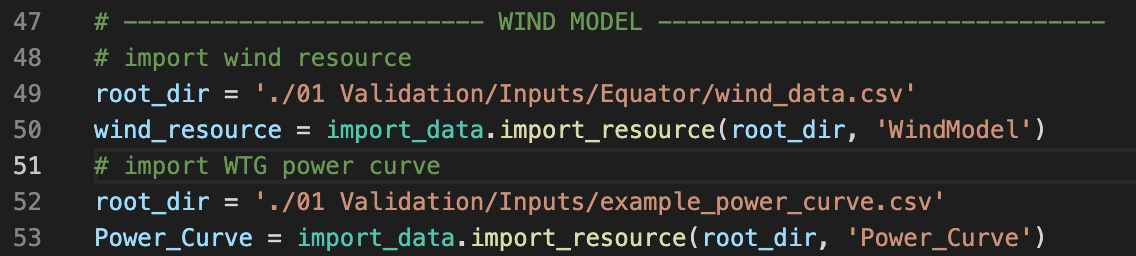 47 # ------------------------- WIND MODEL -------------------------------
48 # import wind resource
49 root_dir = './01 Validation/Inputs/Equator/wind_data.csv'
50 wind_resource = import_data.import_resource(root_dir, 'WindModel')
51 # import WTG power curve
52 root_dir = './01 Validation/Inputs/example_power_curve.csv'
53 Power_Curve = import_data.import_resource(root_dir, 'Power_Curve')